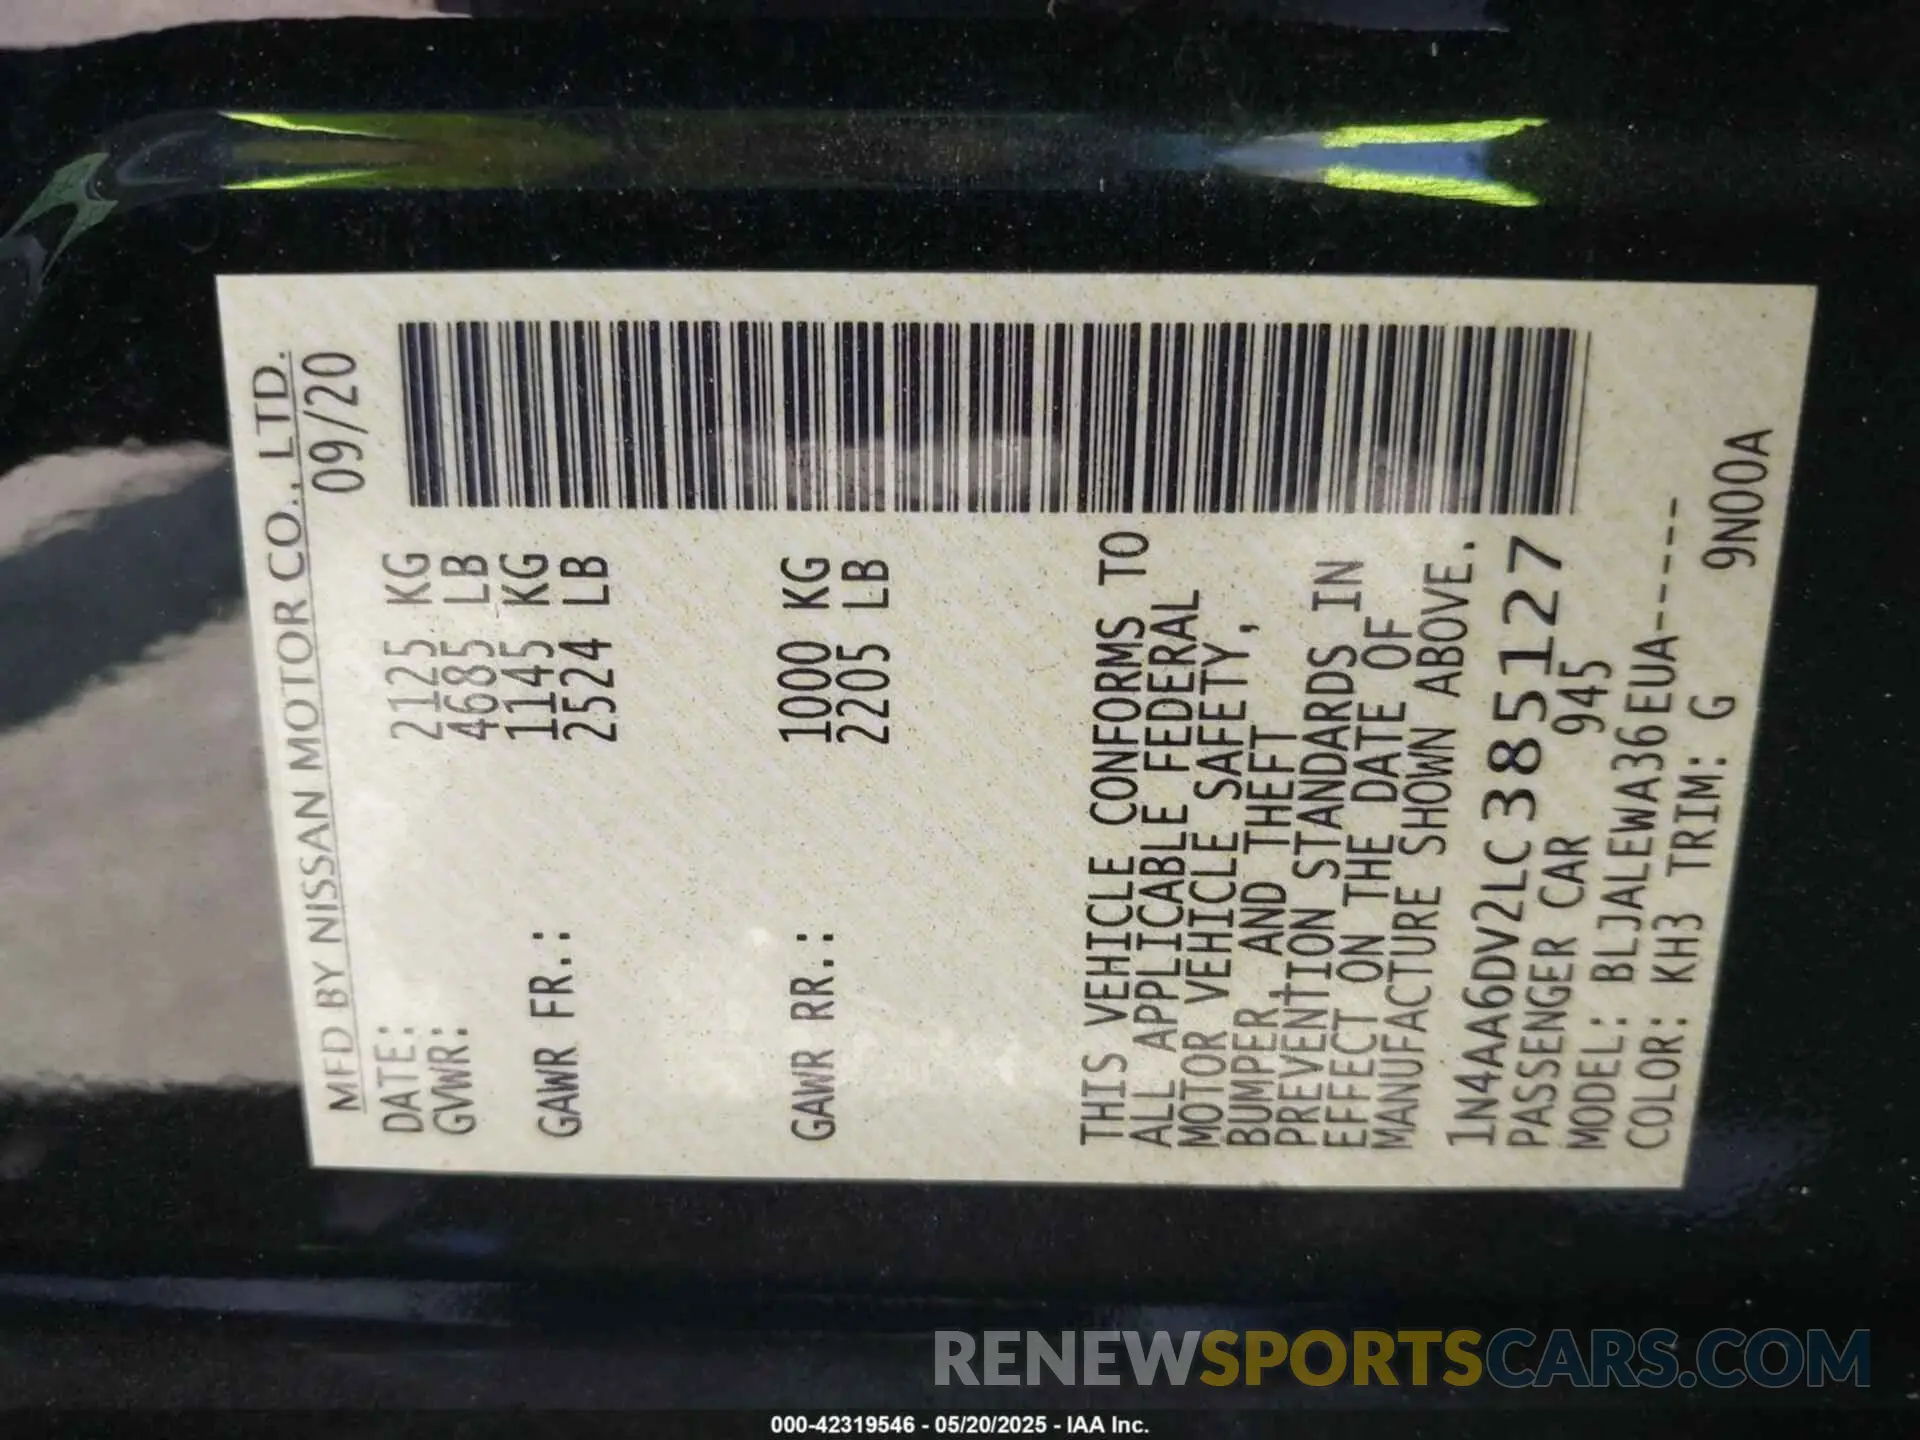 MFD BY NISSAN MOTOR CO., LTD.
DATE: 09/20
GVWR: 2125 KG
4685 LB
GAWR FR.: 1145 KG
2524 LB
GAWR RR.: 1000 KG
2205 LB
THIS VEHICLE CONFORMS TO
ALL APPLICABLE FEDERAL
MOTOR VEHICLE SAFETY,
BUMPER, AND THEFT
PREVENTION STANDARDS IN
EFFECT ON THE DATE OF
MANUFACTURE SHOWN ABOVE.
1N4AA6DV2LC385127
PASSENGER CAR 945
MODEL: BLJALEWA36EUA-----
COLOR: KH3 TRIM: G 9N00A
RENEWSPORTSCARS.COM
000-42319546 - 05/20/2025 - IAA Inc.